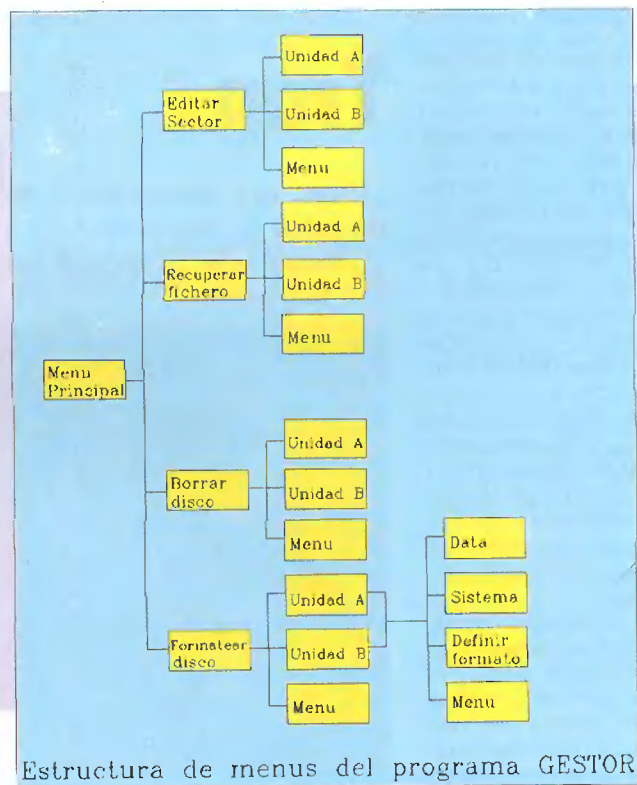 Unidad A
Editar
Sector
Unidad B
Menu
Unidad A
Recuperar
fichero
Unidad B
Menu
Menu
Principal
Unidad A
Borrar
disco
Unidad B
Menu
Data
Unidad A
Sistema
Formatear
disco
Unidad B
Definir
formato
Menu
Menu
Estructura de menus del programa GESTOR